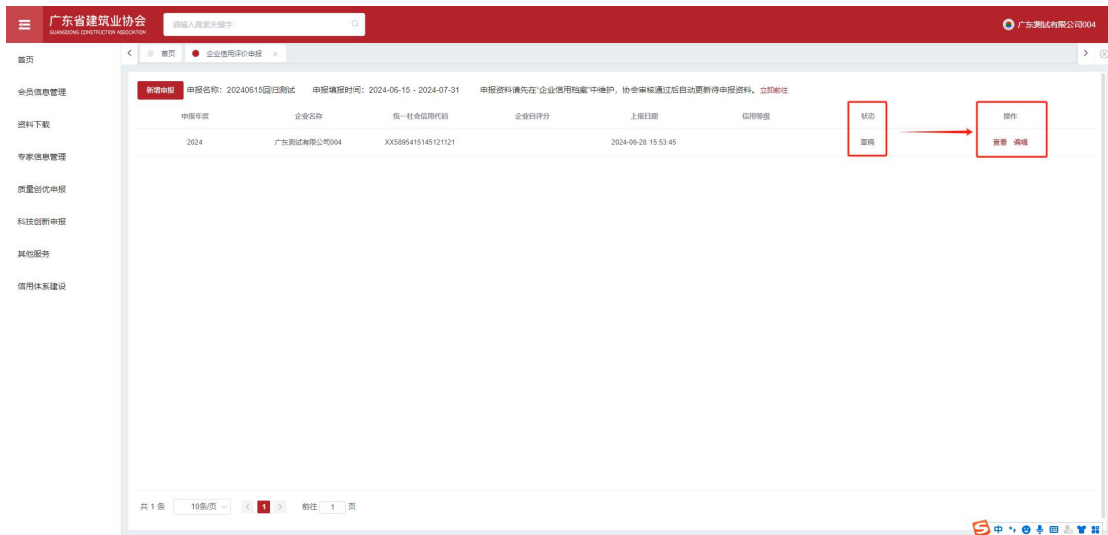 广东省建筑业协会
GUANGDONG CONSTRUCTION ASSOCIATION
请输入搜索关键字
广东测试有限公司004
首页
企业信用评价申报
首页
会员信息管理
资料下载
专家信息管理
质量创优申报
科技创新申报
其他服务
信用体系建设
新增申报 申报名称：20240615回归测试 申报填报时间：2024-06-15 - 2024-07-31 申报资料请先在“企业信用档案”中维护，协会审核通过后自动更新待申报资料。立即前往
申报年度 企业名称 统一社会信用代码 企业自评分 上报日期 信用等级 状态 操作
2024 广东测试有限公司004 XX5895415145121121 2024-06-28 15:53:45 草稿 查看 编辑
共 1 条 10条/页 1 前往 1 页
中